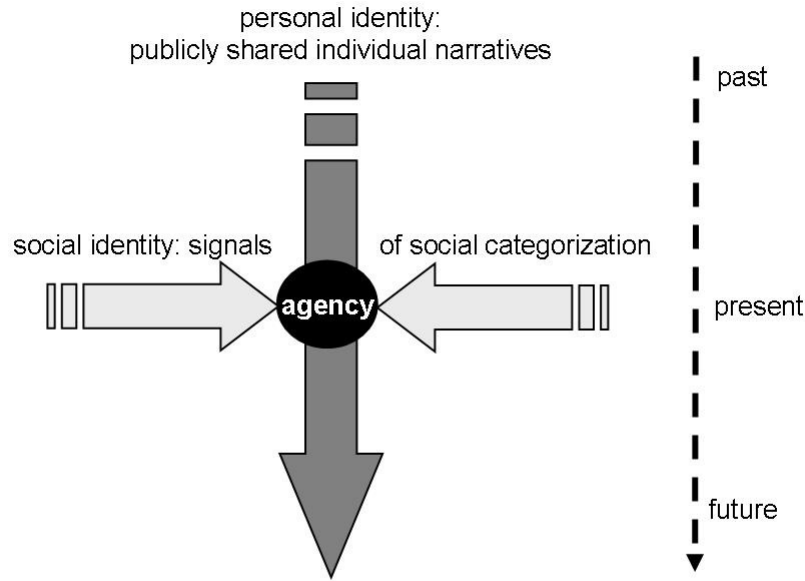 personal identity:
publicly shared individual narratives
past
social identity: signals
of social categorization
agency
present
future